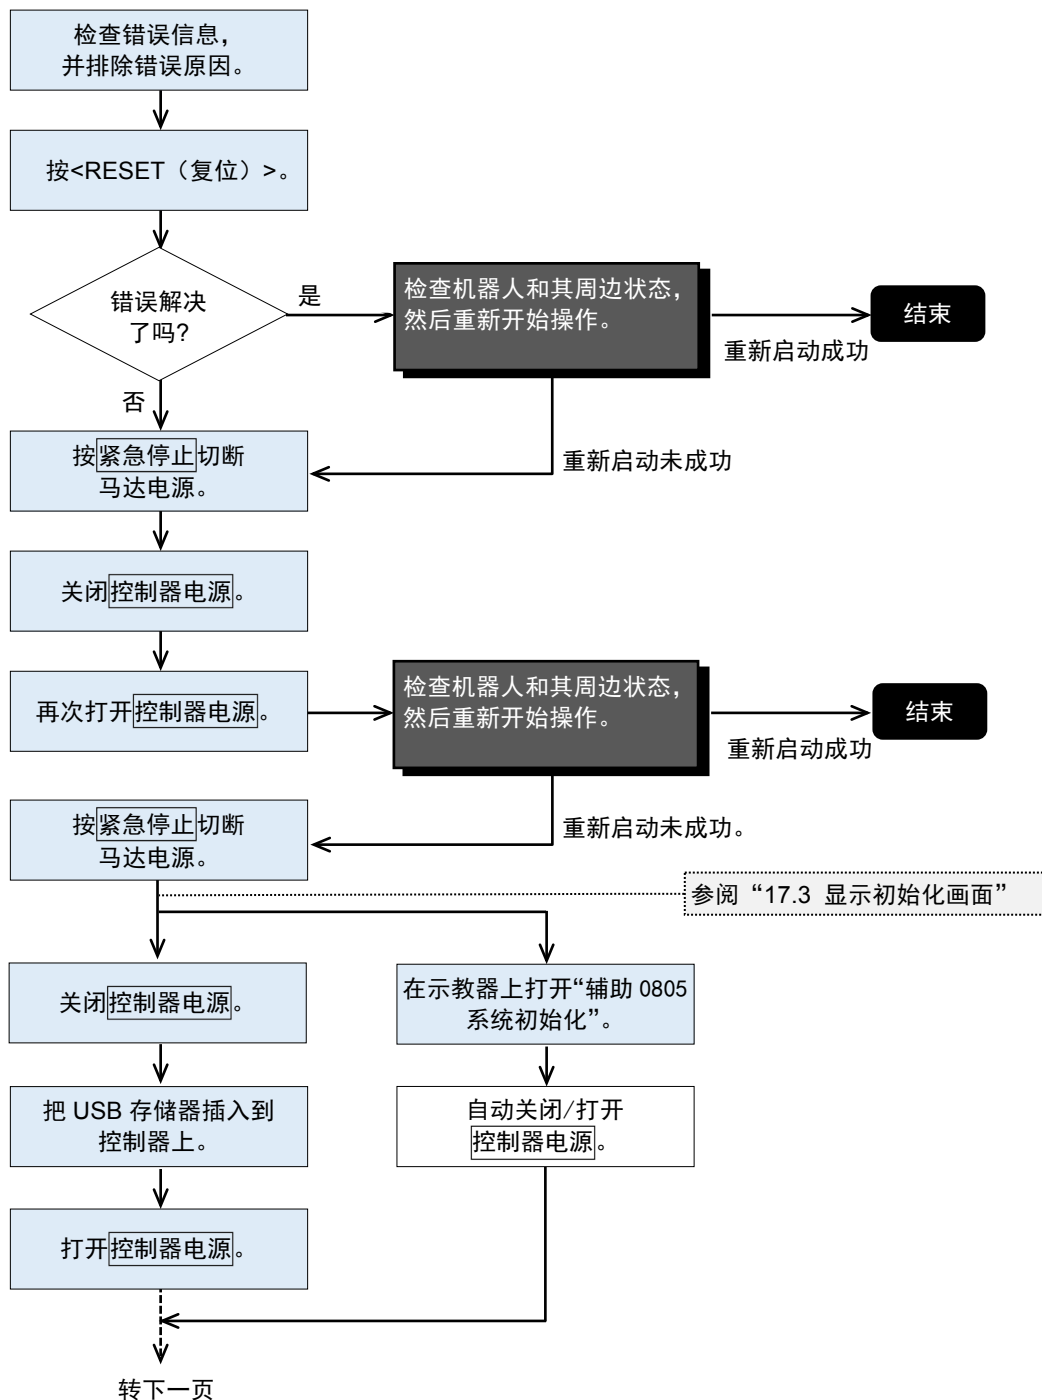 检查错误信息，
并排除错误原因。
按<RESET（复位）>。
错误解决
了吗?
是
检查机器人和其周边状态，
然后重新开始操作。
结束
重新启动成功
否
按紧急停止切断
马达电源。
重新启动未成功
关闭控制器电源。
再次打开控制器电源。
检查机器人和其周边状态，
然后重新开始操作。
结束
重新启动成功
按紧急停止切断
马达电源。
重新启动未成功。
参阅“17.3 显示初始化画面”
关闭控制器电源。
在示教器上打开“辅助 0805
系统初始化”。
把 USB 存储器插入到
控制器上。
自动关闭/打开
控制器电源。
打开控制器电源。
转下一页